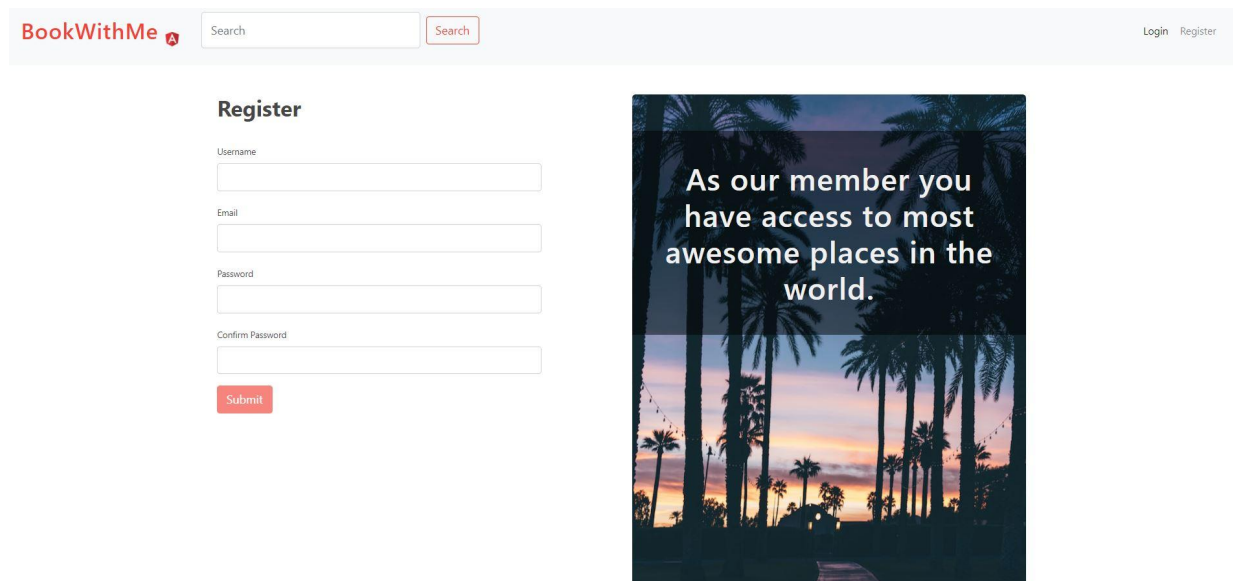 BookWithMe
Search
Search
Login Register
Register
Username
Email
Password
Confirm Password
Submit
As our member you
have access to most
awesome places in the
world.